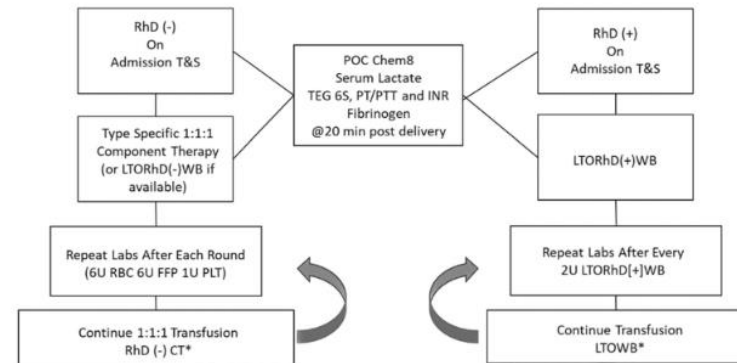 RhD (-)
On
Admission T&S
Type Specific 1:1:1
Component Therapy
(or LTORhD(-)WB if
available)
Repeat Labs After Each Round
(6U RBC 6U FFP 1U PLT)
Continue 1:1:1 Transfusion
RhD (-) CT*
POC Chem8
Serum Lactate
TEG 6S, PT/PTT and INR
Fibrinogen
@20 min post delivery
RhD (+)
On
Admission T&S
LTORhD(+)WB
Repeat Labs After Every
2U LTORhD[+]WB
Continue Transfusion
LTOWB*